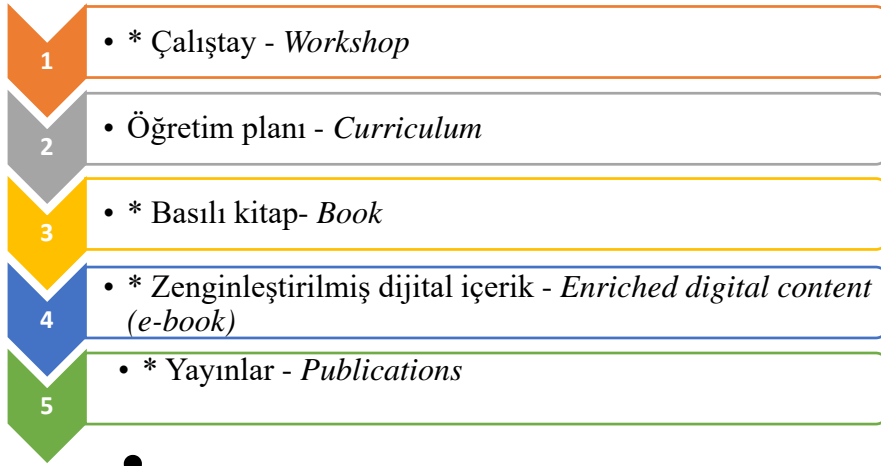 1
• * Çalıştay - Workshop
2
• Öğretim planı - Curriculum
3
• * Basılı kitap- Book
4
• * Zenginleştirilmiş dijital içerik - Enriched digital content
(e-book)
5
• * Yayınlar - Publications
•